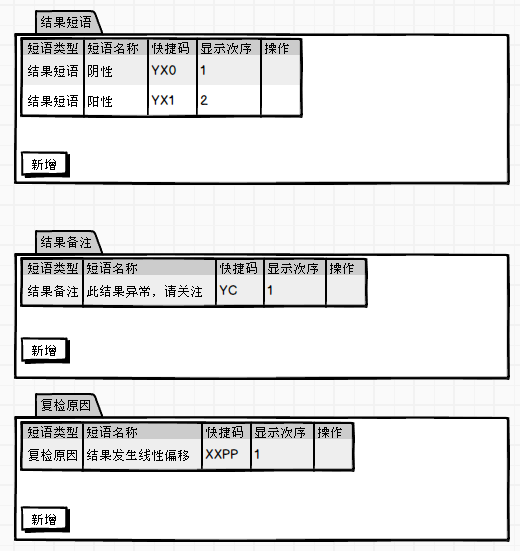 结果短语
短语类型 短语名称 快捷码 显示次序 操作
结果短语 阴性 YX0 1
结果短语 阳性 YX1 2
新增
结果备注
短语类型 短语名称 快捷码 显示次序 操作
结果备注 此结果异常，请关注 YC 1
新增
复检原因
短语类型 短语名称 快捷码 显示次序 操作
复检原因 结果发生线性偏移 XXPP 1
新增